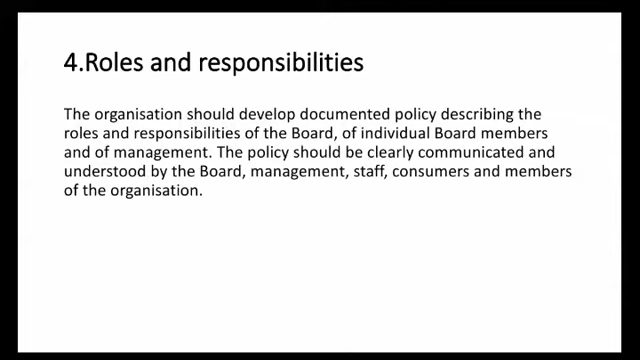 4.Roles and responsibilities
The organisation should develop documented policy describing the
roles and responsibilities of the Board, of individual Board members
and of management. The policy should be clearly communicated and
understood by the Board, management, staff, consumers and members
of the organisation.